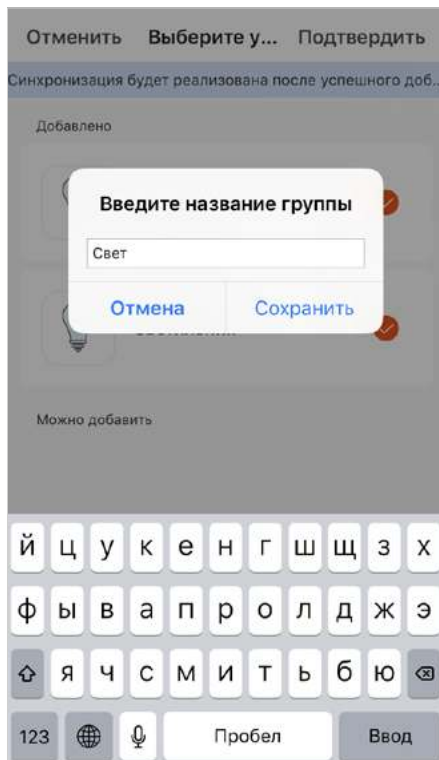 Отменить Выберите у... Подтвердить
Синхронизация будет реализована после успешного доб..
Добавлено
Введите название группы
Свет
Отмена Сохранить
Можно добавить
й ц у к е н г ш щ з х
ф ы в а п р о л д ж э
я ч с м и т ь б ю
123 Пробел Ввод